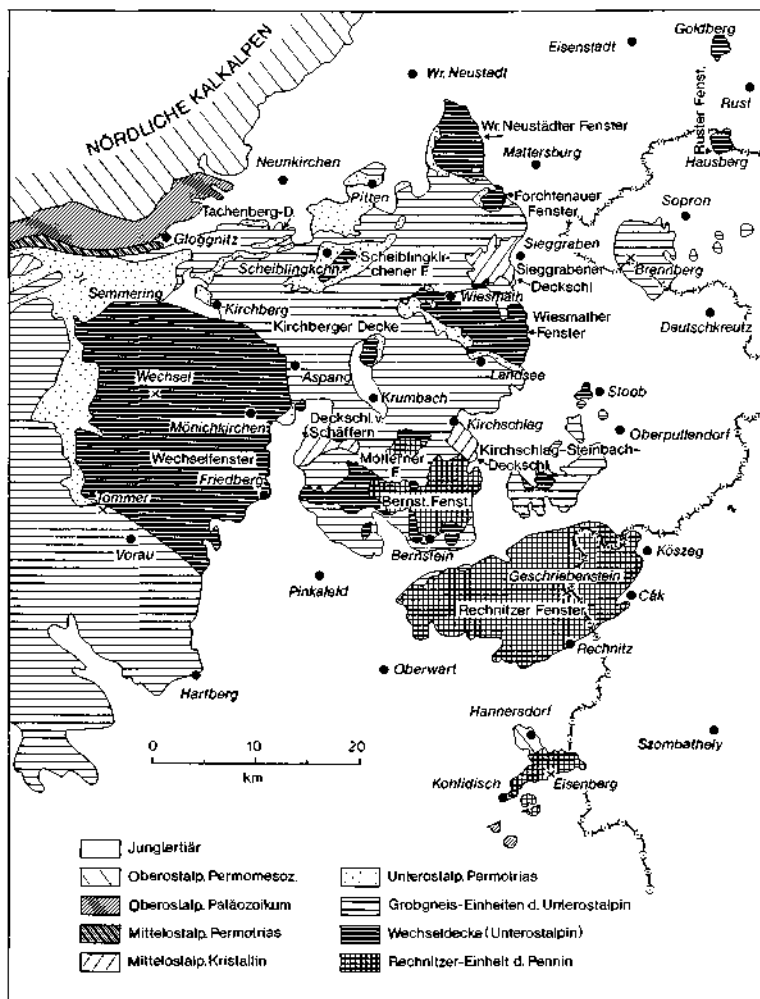 Goldberg
Eisenstadt
Wr. Neustadt
Rust
Ruster Fenst.
NÖRDLICHE KALKALPEN
Wr. Neustädter Fenster
Mattersburg
Hausberg
Neunkirchen
Pitten
Forchtenauer
Fenster
Sopron
Tachenberg-D.
Gloggnitz
Sieggraben
Scheiblingkir-
chener F.
Sieggrabener
Deckschl.
Brennberg
Semmering
Kirchberg
Wiesmather
Fenster
Deutschkreutz
Kirchberger Decke
Wechsel
Aspang
Landsee
Krumbach
Stoob
Mönichkirchen
Deckschl. v.
Schäffern
Kirchschlag
Oberpullendorf
Kirchschlag-Steinbach-
Deckschl.
Wechselfenster
Friedberg
Bernst. Fenst.
Vorau
Bernstein
Köszeg
Pinkafeld
Geschriebenstein
Cák
Rechnitzer Fenster
Rechnitz
Oberwart
Hartberg
Hannersdorf
Szombathely
0 10 20
km
Kohfidisch
Eisenberg
Jungtertiär
Oberostalp. Permomesoz.
Oberostalp. Paläozoikum
Mittelostalp. Permotrias
Mittelostalp. Kristallin
Unterostalp. Permotrias
Grobgneis-Einheiten d. Unterostalpin
Wechseldecke (Unterostalpin)
Rechnitzer-Einheit d. Pennin